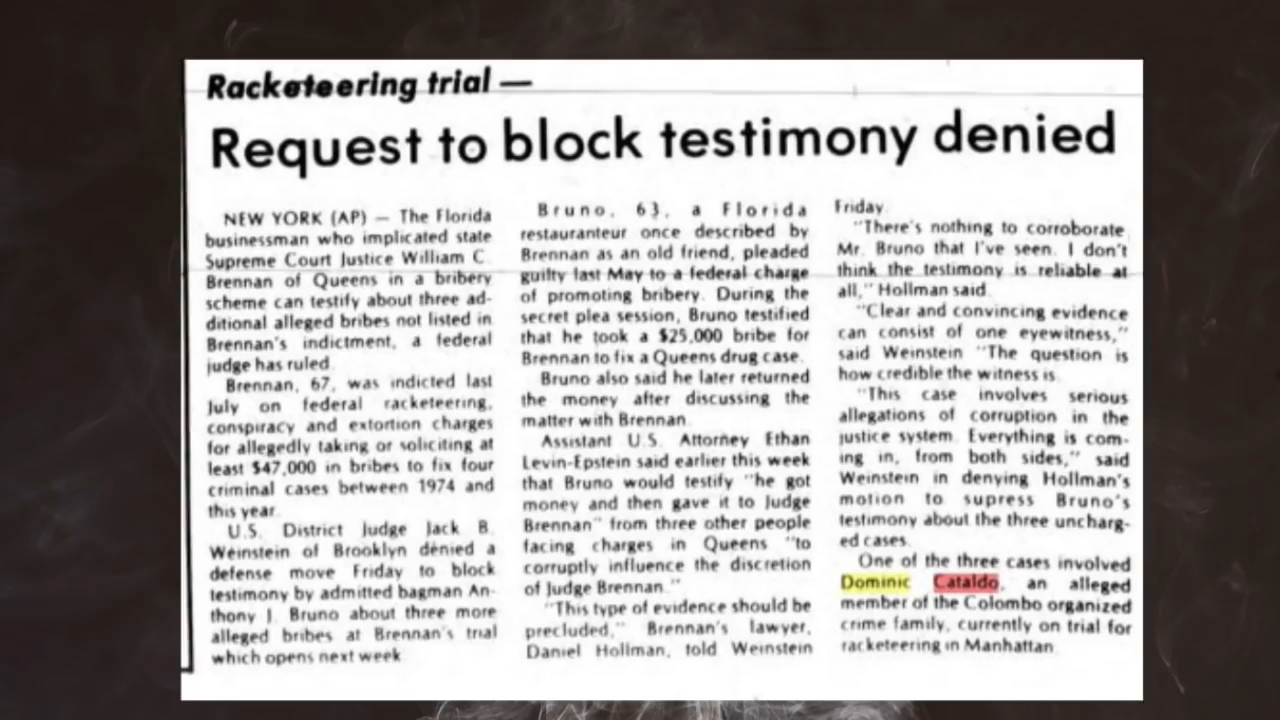 Racketeering trial —
Request to block testimony denied
NEW YORK (AP) — The Florida
businessman who implicated state
Supreme Court Justice William C.
Brennan of Queens in a bribery
scheme can testify about three ad-
ditional alleged bribes not listed in
Brennan's indictment, a federal
judge has ruled.
Brennan, 67, was indicted last
July on federal racketeering,
conspiracy and extortion charges
for allegedly taking or soliciting at
least $47,000 in bribes to fix four
criminal cases between 1974 and
this year.
U.S. District Judge Jack B.
Weinstein of Brooklyn denied a
defense move Friday to block
testimony by admitted bagman An-
thony J. Bruno about three more
alleged bribes at Brennan's trial
which opens next week.
Bruno, 63, a Florida
restauranteur once described by
Brennan as an old friend, pleaded
guilty last May to a federal charge
of promoting bribery. During the
secret plea session, Bruno testified
that he took a $25,000 bribe for
Brennan to fix a Queens drug case.
Bruno also said he later returned
the money after discussing the
matter with Brennan.
Assistant U.S. Attorney Ethan
Levin-Epstein said earlier this week
that Bruno would testify "he got
money and then gave it to Judge
Brennan" from three other people
facing charges in Queens "to
corruptly influence the discretion
of Judge Brennan."
"This type of evidence should be
precluded," Brennan's lawyer,
Daniel Hollman, told Weinstein
Friday.
"There's nothing to corroborate
Mr. Bruno that I've seen. I don't
think the testimony is reliable at
all," Hollman said.
"Clear and convincing evidence
can consist of one eyewitness,"
said Weinstein "The question is
how credible the witness is.
"This case involves serious
allegations of corruption in the
justice system. Everything is com-
ing in, from both sides," said
Weinstein in denying Hollman's
motion to supress Bruno's
testimony about the three uncharg-
ed cases.
One of the three cases involved
Dominic Cataldo, an alleged
member of the Colombo organized
crime family, currently on trial for
racketeering in Manhattan.